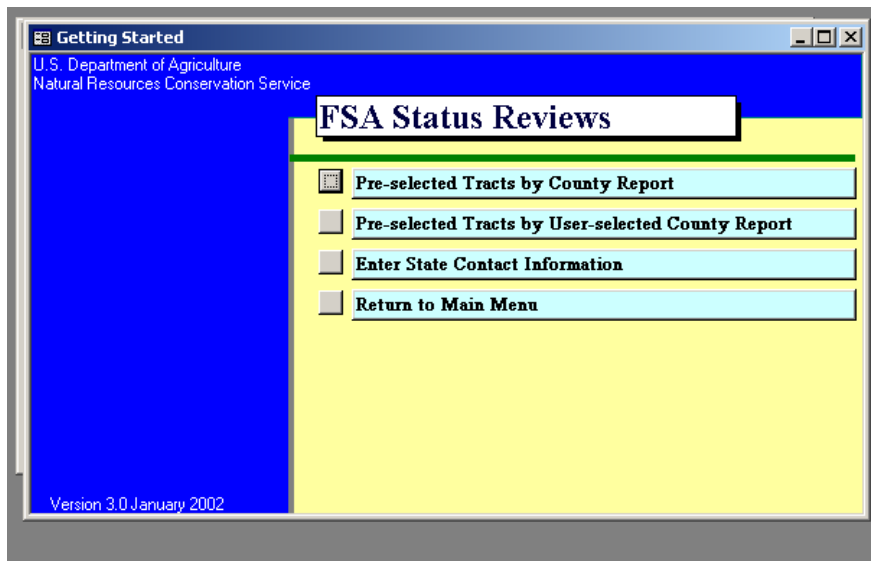 Getting Started
U.S. Department of Agriculture
Natural Resources Conservation Service
FSA Status Reviews
Pre-selected Tracts by County Report
Pre-selected Tracts by User-selected County Report
Enter State Contact Information
Return to Main Menu
Version 3.0 January 2002